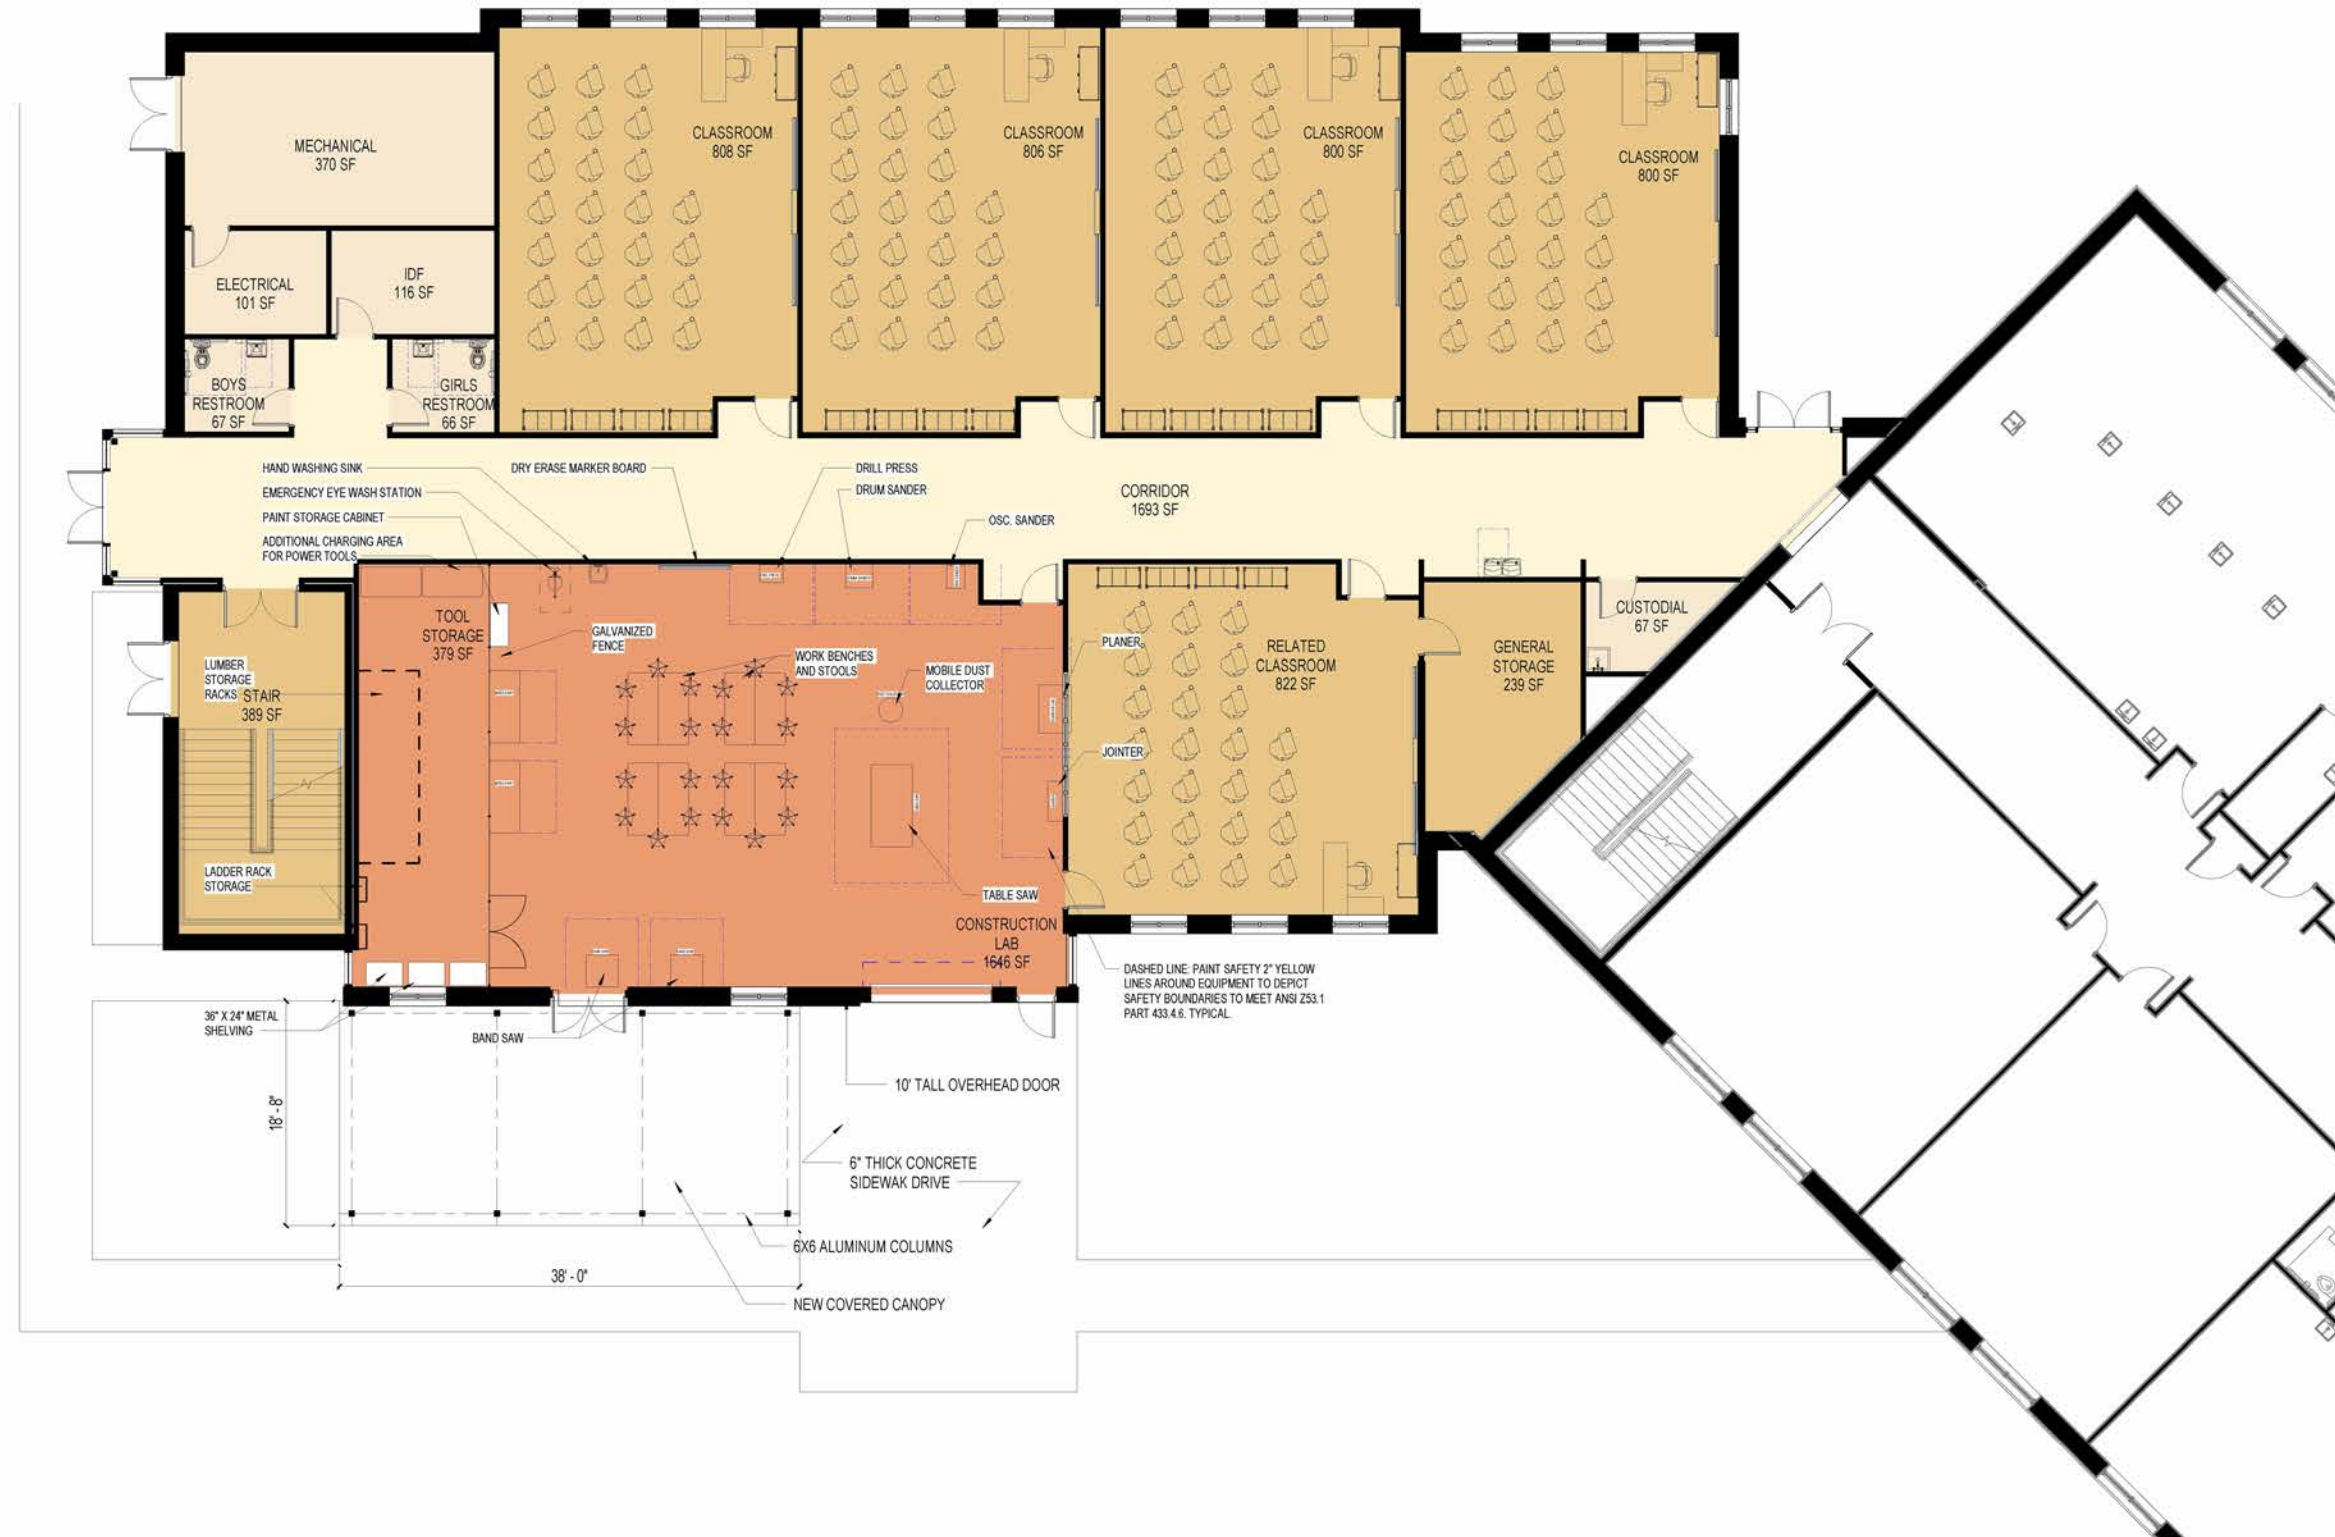 MECHANICAL
370 SF
CLASSROOM
808 SF
CLASSROOM
806 SF
CLASSROOM
800 SF
CLASSROOM
800 SF
ELECTRICAL
101 SF
IDF
116 SF
BOYS
RESTROOM
67 SF
GIRLS
RESTROOM
66 SF
HAND WASHING SINK
EMERGENCY EYE WASH STATION
PAINT STORAGE CABINET
ADDITIONAL CHARGING AREA
FOR POWER TOOLS
DRY ERASE MARKER BOARD
DRILL PRESS
DRUM SANDER
OSC. SANDER
CORRIDOR
1693 SF
TOOL
STORAGE
379 SF
GALVANIZED
FENCE
WORK BENCHES
AND STOOLS
MOBILE DUST
COLLECTOR
PLANER
JOINTER
RELATED
CLASSROOM
822 SF
GENERAL
STORAGE
239 SF
CUSTODIAL
67 SF
LUMBER
STORAGE
RACKS
STAIR
389 SF
LADDER RACK
STORAGE
TABLE SAW
CONSTRUCTION
LAB
1646 SF
DASHED LINE: PAINT SAFETY 2" YELLOW
LINES AROUND EQUIPMENT TO DEPICT
SAFETY BOUNDARIES TO MEET ANSI Z53.1
PART 433.4.6. TYPICAL.
36" X 24" METAL
SHELVING
BAND SAW
10' TALL OVERHEAD DOOR
18' - 8"
6" THICK CONCRETE
SIDEWAK DRIVE
6X6 ALUMINUM COLUMNS
38' - 0"
NEW COVERED CANOPY